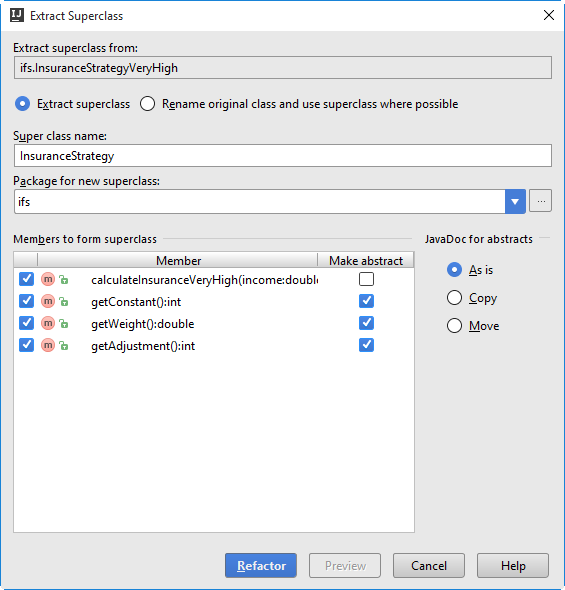 Extract Superclass
Extract superclass from:
ifs.InsuranceStrategyVeryHigh
Extract superclass
Rename original class and use superclass where possible
Super class name:
InsuranceStrategy
Package for new superclass:
ifs
...
Members to form superclass
JavaDoc for abstracts
Member
Make abstract
m calculateInsuranceVeryHigh(income:double
m getConstant():int
m getWeight():double
m getAdjustment():int
As is
Copy
Move
Refactor
Preview
Cancel
Help